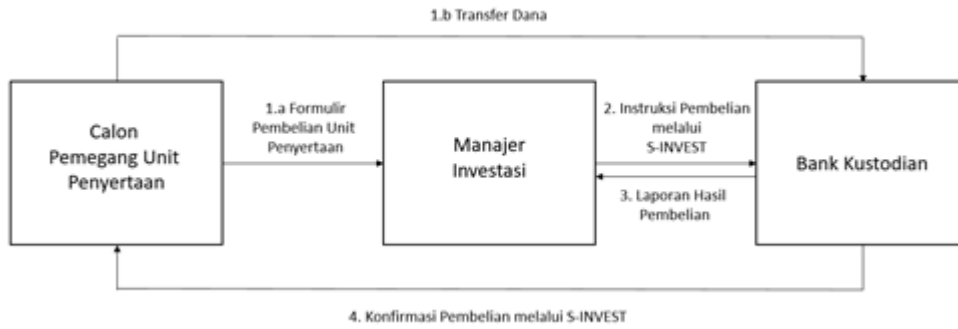 1.b Transfer Dana
Calon
Pemegang Unit
Penyertaan
1.a Formulir
Pembelian Unit
Penyertaan
Manajer
Investasi
2. Instruksi Pembelian
melalui
S-INVEST
3. Laporan Hasil
Pembelian
Bank Kustodian
4. Konfirmasi Pembelian melalui S-INVEST